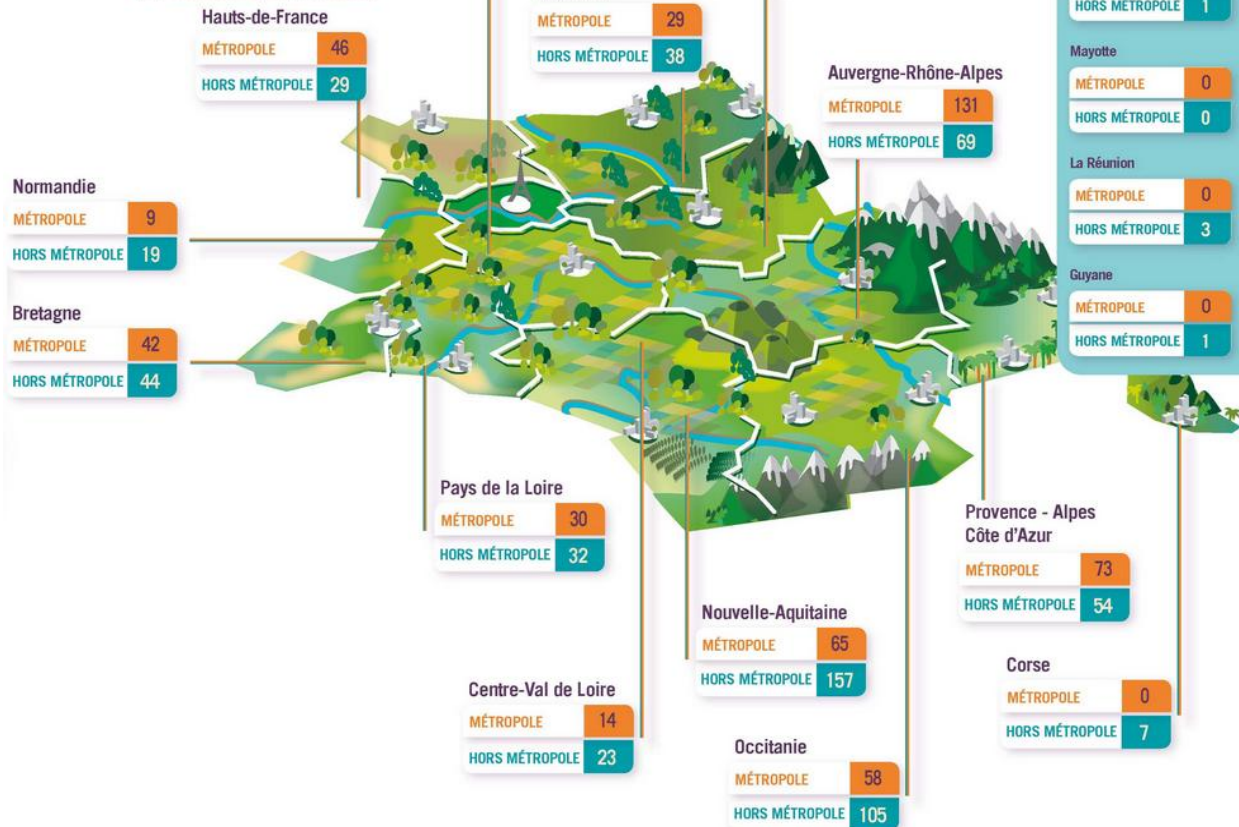 Hauts-de-France
MÉTROPOLE 46
HORS MÉTROPOLE 29
MÉTROPOLE 29
HORS MÉTROPOLE 38
Auvergne-Rhône-Alpes
MÉTROPOLE 131
HORS MÉTROPOLE 69
HORS MÉTROPOLE 1
Mayotte
MÉTROPOLE 0
HORS MÉTROPOLE 0
La Réunion
MÉTROPOLE 0
HORS MÉTROPOLE 3
Guyane
MÉTROPOLE 0
HORS MÉTROPOLE 1
Normandie
MÉTROPOLE 9
HORS MÉTROPOLE 19
Bretagne
MÉTROPOLE 42
HORS MÉTROPOLE 44
Pays de la Loire
MÉTROPOLE 30
HORS MÉTROPOLE 32
Provence - Alpes
Côte d'Azur
MÉTROPOLE 73
HORS MÉTROPOLE 54
Nouvelle-Aquitaine
MÉTROPOLE 65
HORS MÉTROPOLE 157
Corse
MÉTROPOLE 0
HORS MÉTROPOLE 7
Centre-Val de Loire
MÉTROPOLE 14
HORS MÉTROPOLE 23
Occitanie
MÉTROPOLE 58
HORS MÉTROPOLE 105